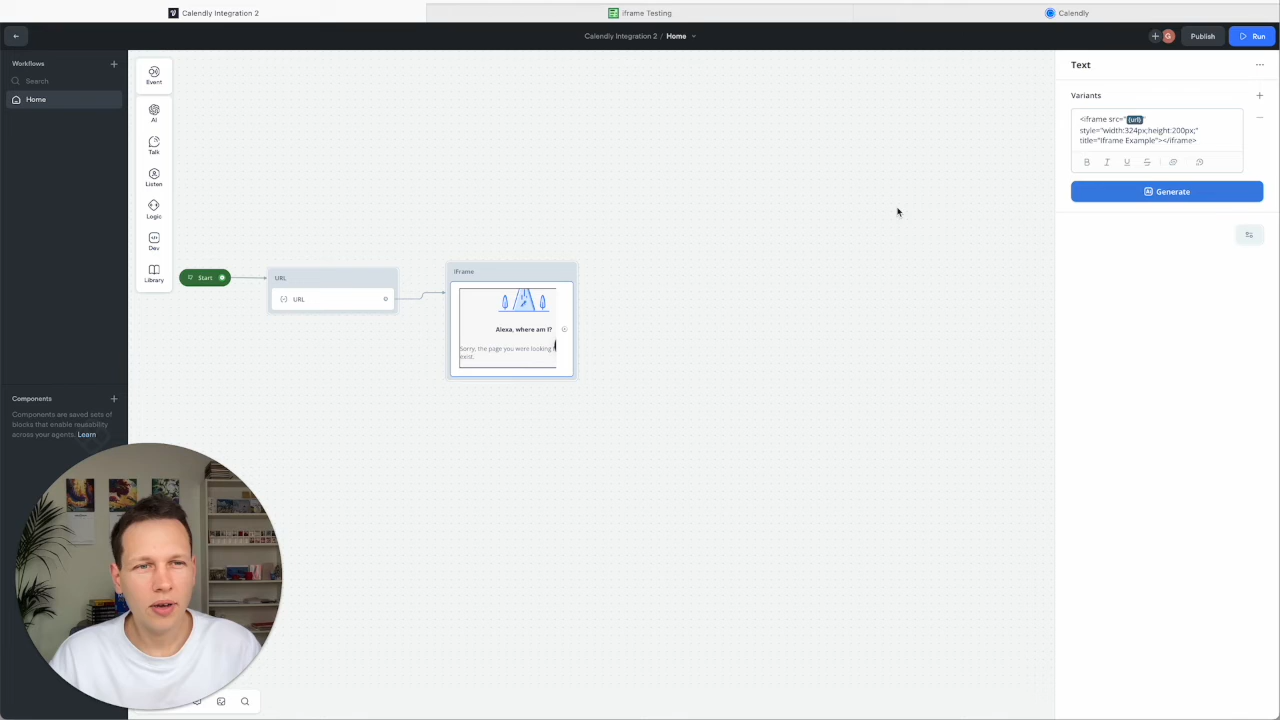 Calendly Integration 2
iframe Testing
Calendly
Calendly Integration 2 / Home
G
Publish
Run
Workflows
Search
Home
Event
AI
Talk
Listen
Logic
Dev
Library
Start
URL
URL
iFrame
Alexa, where am I?
Sorry, the page you were looking
exist.
Text
Variants
<iframe src="{url}"
style="width:324px;height:200px;"
title="Iframe Example"></iframe>
B I U S
Generate
Components
Components are saved sets of
blocks that enable reusability
across your agents. Learn